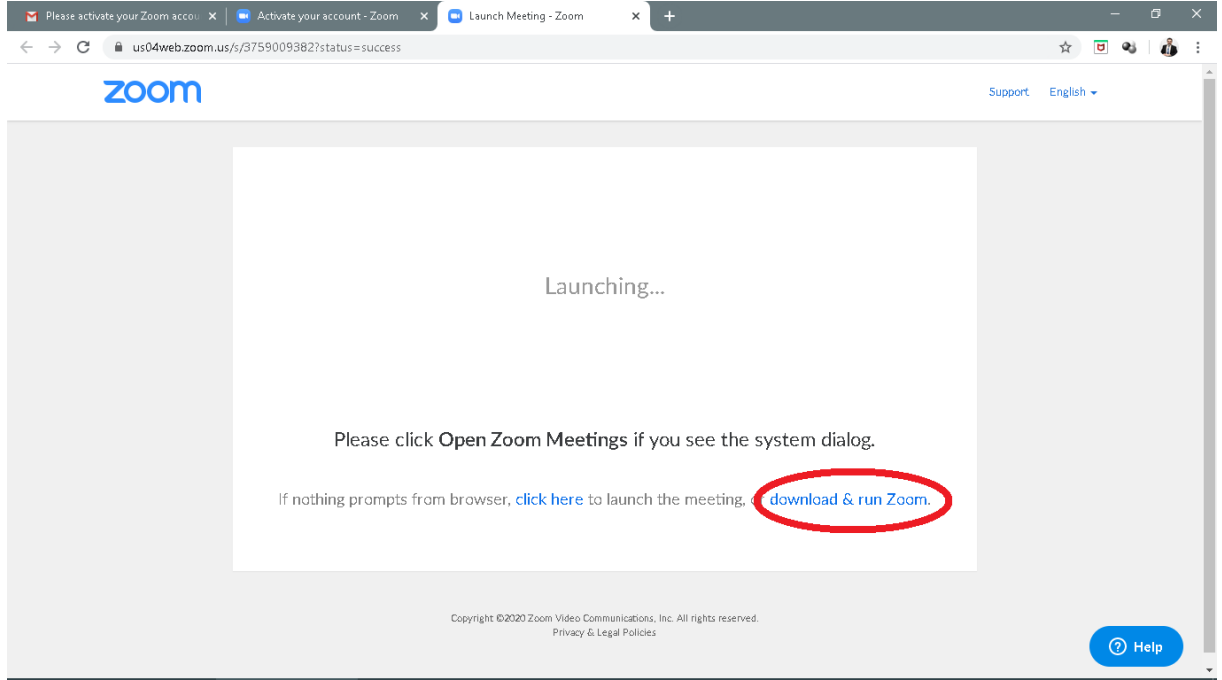 Please activate your Zoom accou
Activate your account - Zoom
Launch Meeting - Zoom
us04web.zoom.us/s/3759009382?status=success
zoom
Support English
Launching...
Please click Open Zoom Meetings if you see the system dialog.
If nothing prompts from browser, click here to launch the meeting, or download & run Zoom.
Copyright ©2020 Zoom Video Communications, Inc. All rights reserved.
Privacy & Legal Policies
Help